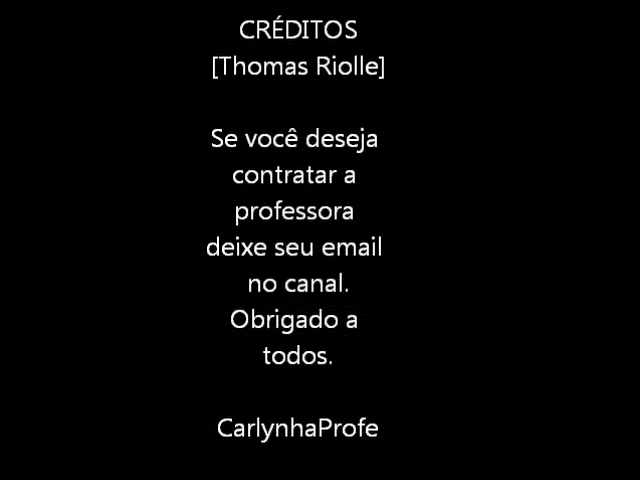 CRÉDITOS
[Thomas Riolle]
Se você deseja
contratar a
professora
deixe seu email
no canal.
Obrigado a
todos.
CarlynhaProfe